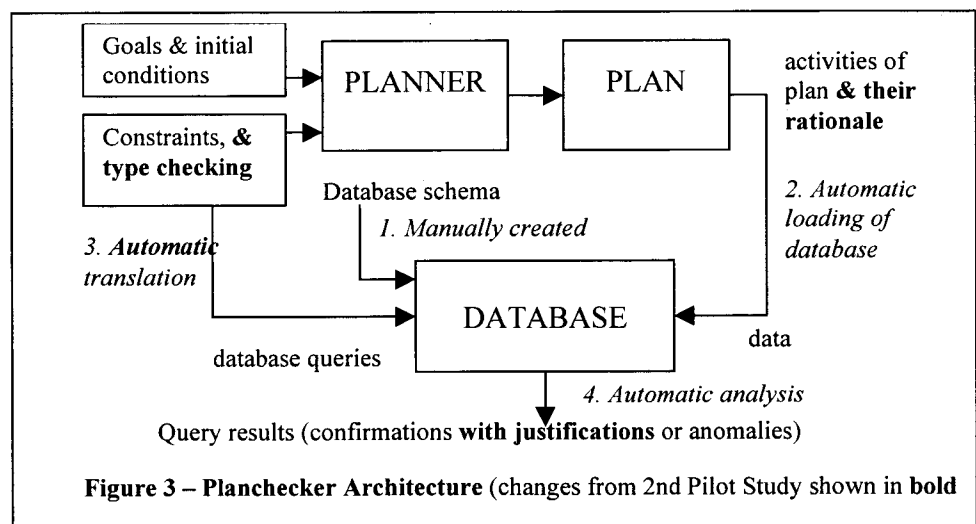 Goals & initial
conditions
PLANNER
PLAN
activities of
plan & their
rationale
Constraints, &
type checking
Database schema
1. Manually created
2. Automatic
loading of
database
3. Automatic
translation
DATABASE
database queries
data
4. Automatic analysis
Query results (confirmations with justifications or anomalies)
Figure 3 – Planchecker Architecture (changes from 2nd Pilot Study shown in bold